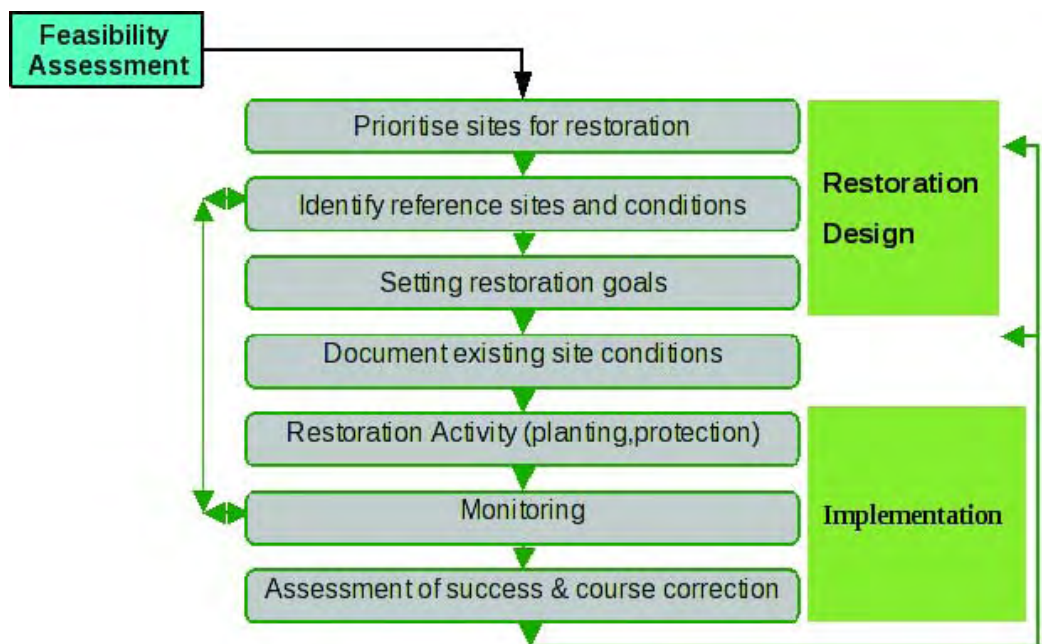 Feasibility
Assessment
Prioritise sites for restoration
Identify reference sites and conditions
Setting restoration goals
Document existing site conditions
Restoration Activity (planting,protection)
Monitoring
Assessment of success & course correction
Restoration
Design
Implementation